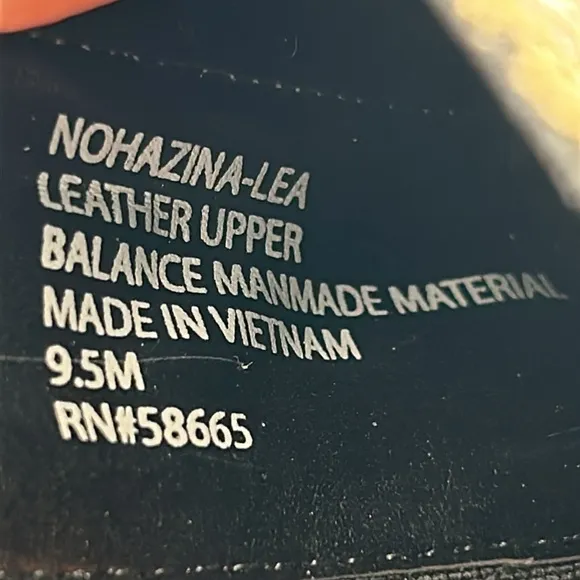 NOHAZINA-LEA
LEATHER UPPER
BALANCE MANMADE MATERIAL
MADE IN VIETNAM
9.5M
RN#58665